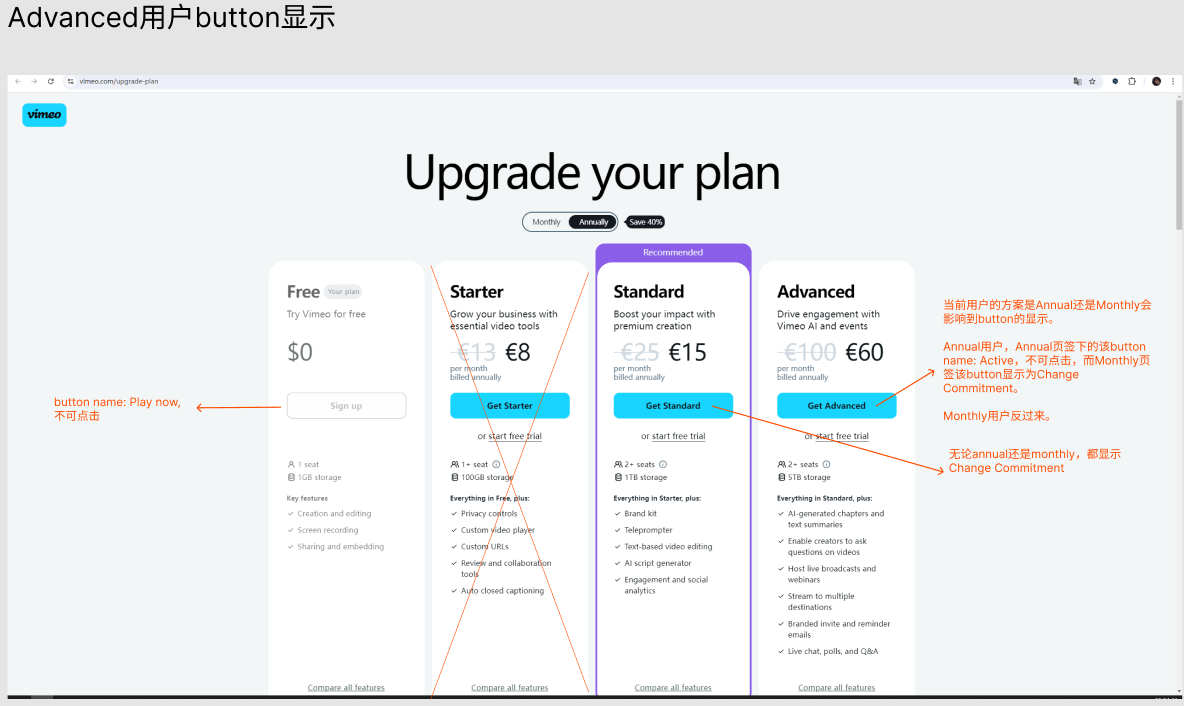 Advanced用户button显示
vimeo.com/upgrade-plan
vimeo
Upgrade your plan
Monthly
Annually
Save 40%
Recommended
Free
Your plan
Try Vimeo for free
$0
Sign up
1 seat
1GB storage
Key features
Creation and editing
Screen recording
Sharing and embedding
Compare all features
Starter
Grow your business with
essential video tools
€13 €8
per month
billed annually
Get Starter
or start free trial
1+ seat
100GB storage
Everything in Free, plus:
Privacy controls
Custom video player
Custom URLs
Review and collaboration
tools
Auto closed captioning
Compare all features
Standard
Boost your impact with
premium creation
€25 €15
per month
billed annually
Get Standard
or start free trial
2+ seats
1TB storage
Everything in Starter, plus:
Brand kit
Teleprompter
Text-based video editing
AI script generator
Engagement and social
analytics
Compare all features
Advanced
Drive engagement with
Vimeo AI and events
€100 €60
per month
billed annually
Get Advanced
or start free trial
2+ seats
5TB storage
Everything in Standard, plus:
AI-generated chapters and
text summaries
Enable creators to ask
questions on videos
Host live broadcasts and
webinars
Stream to multiple
destinations
Branded invite and reminder
emails
Live chat, polls, and Q&A
Compare all features
button name: Play now,
不可点击
当前用户的方案是Annual还是Monthly会
影响到button的显示。
Annual用户，Annual页签下的该button
name: Active，不可点击，而Monthly页
签该button显示为Change
Commitment。
Monthly用户反过来。
无论annual还是monthly，都显示
Change Commitment